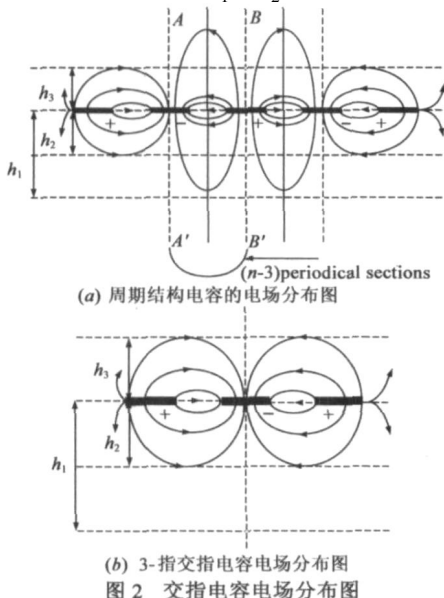 A B
h3
+ − + − +
h2
h1
A′ B′
(n-3)periodical sections
(a) 周期结构电容的电场分布图
h3
+ − +
h2
h1
(b) 3-指交指电容电场分布图
图 2 交指电容电场分布图